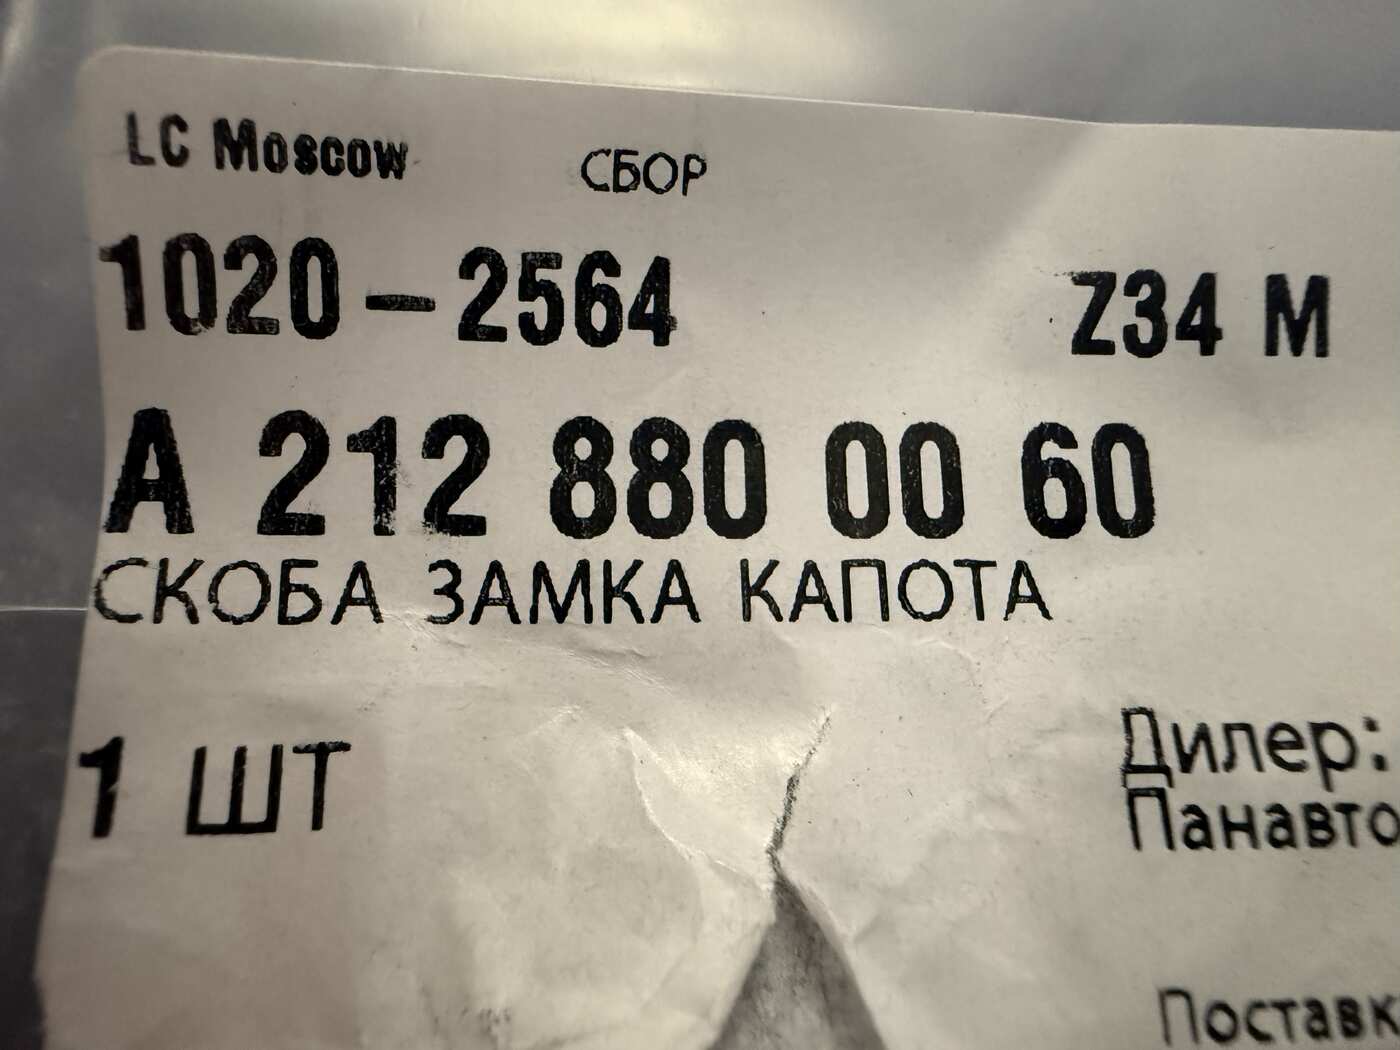 LC Moscow СБОР
1020-2564 Z34 M
A 212 880 00 60
СКОБА ЗАМКА КАПОТА
1 ШТ
Дилер:
Панавто